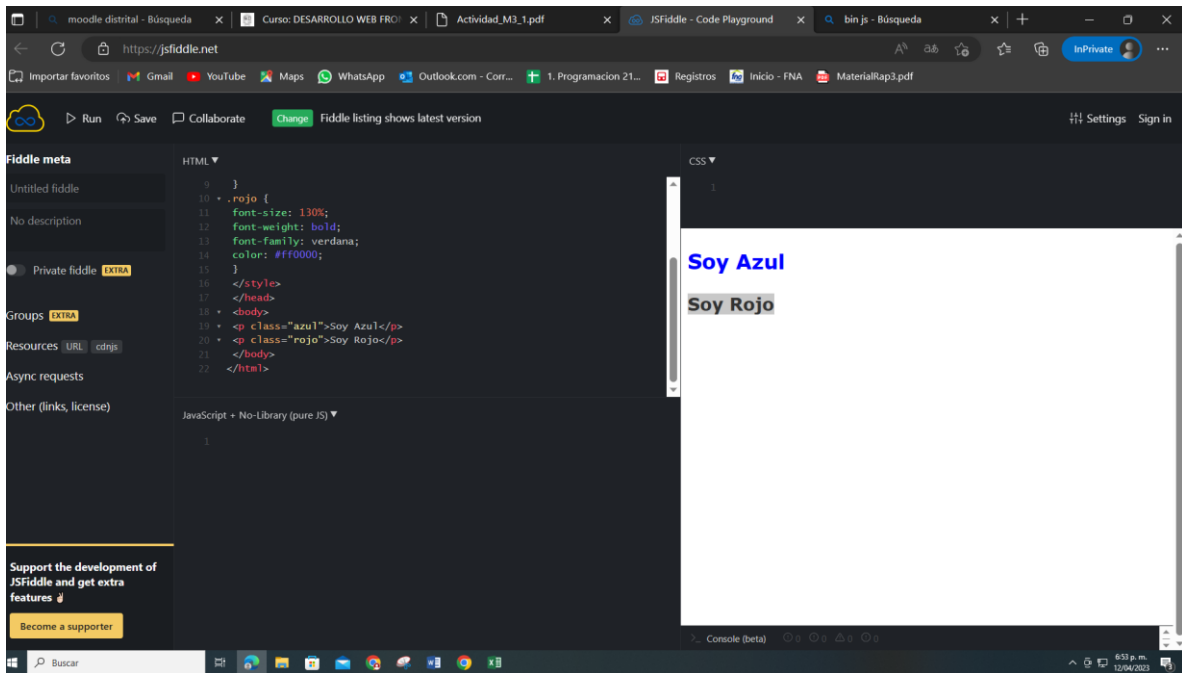 moodle distrital - Búsqueda
Curso: DESARROLLO WEB FRON
Actividad_M3_1.pdf
JSFiddle - Code Playground
bin js - Búsqueda
https://jsfiddle.net
InPrivate
Importar favoritos
Gmail
YouTube
Maps
WhatsApp
Outlook.com - Corr...
1. Programacion 21...
Registros
Inicio - FNA
MaterialRap3.pdf
Run
Save
Collaborate
Change
Fiddle listing shows latest version
Settings
Sign in
Fiddle meta
Untitled fiddle
No description
Private fiddle EXTRA
Groups EXTRA
Resources URL cdnjs
Async requests
Other (links, license)
Support the development of
JSFiddle and get extra
features
Become a supporter
HTML
9 }
10 .rojo {
11 font-size: 130%;
12 font-weight: bold;
13 font-family: verdana;
14 color: #ff0000;
15 }
16 </style>
17 </head>
18 <body>
19 <p class="azul">Soy Azul</p>
20 <p class="rojo">Soy Rojo</p>
21 </body>
22 </html>
JavaScript + No-Library (pure JS)
1
CSS
1
Soy Azul
Soy Rojo
>_ Console (beta) 0 0 0 0
Buscar
6:53 p. m.
12/04/2023